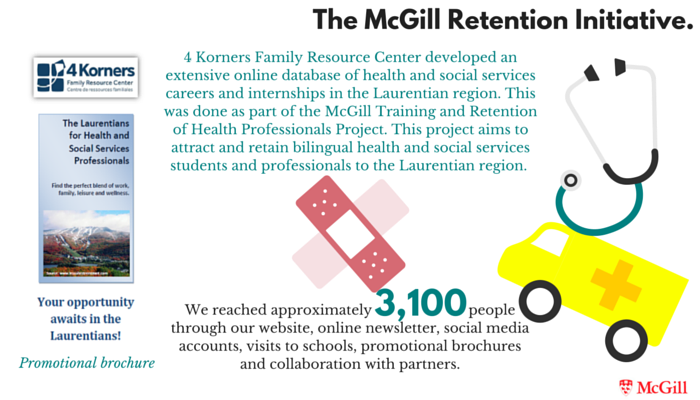 The McGill Retention Initiative.
4 Korners
Family Resource Center
Centre de ressources familiales
The Laurentians
for Health and
Social Services
Professionals
Find the perfect blend of work,
family, leisure and wellness.
Your opportunity
awaits in the
Laurentians!
Promotional brochure
4 Korners Family Resource Center developed an
extensive online database of health and social services
careers and internships in the Laurentian region. This
was done as part of the McGill Training and Retention
of Health Professionals Project. This project aims to
attract and retain bilingual health and social services
students and professionals to the Laurentian region.
We reached approximately 3,100 people
through our website, online newsletter, social media
accounts, visits to schools, promotional brochures
and collaboration with partners.
McGill